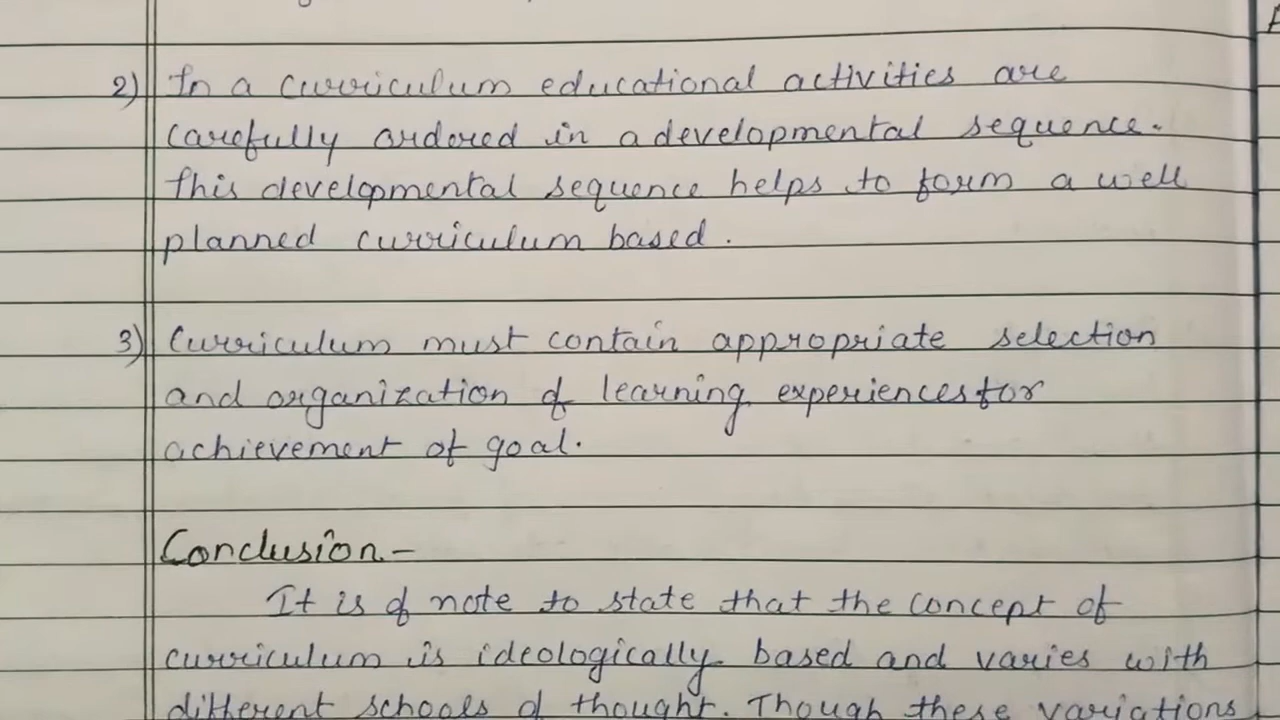 2) In a curriculum educational activities are
carefully ordered in a developmental sequence.
This developmental sequence helps to form a well
planned curriculum based.
3) Curriculum must contain appropriate selection
and organization of learning experiences for
achievement of goal.
Conclusion-
It is of note to state that the concept of
curriculum is ideologically based and varies with
different schools of thought. Though these variations